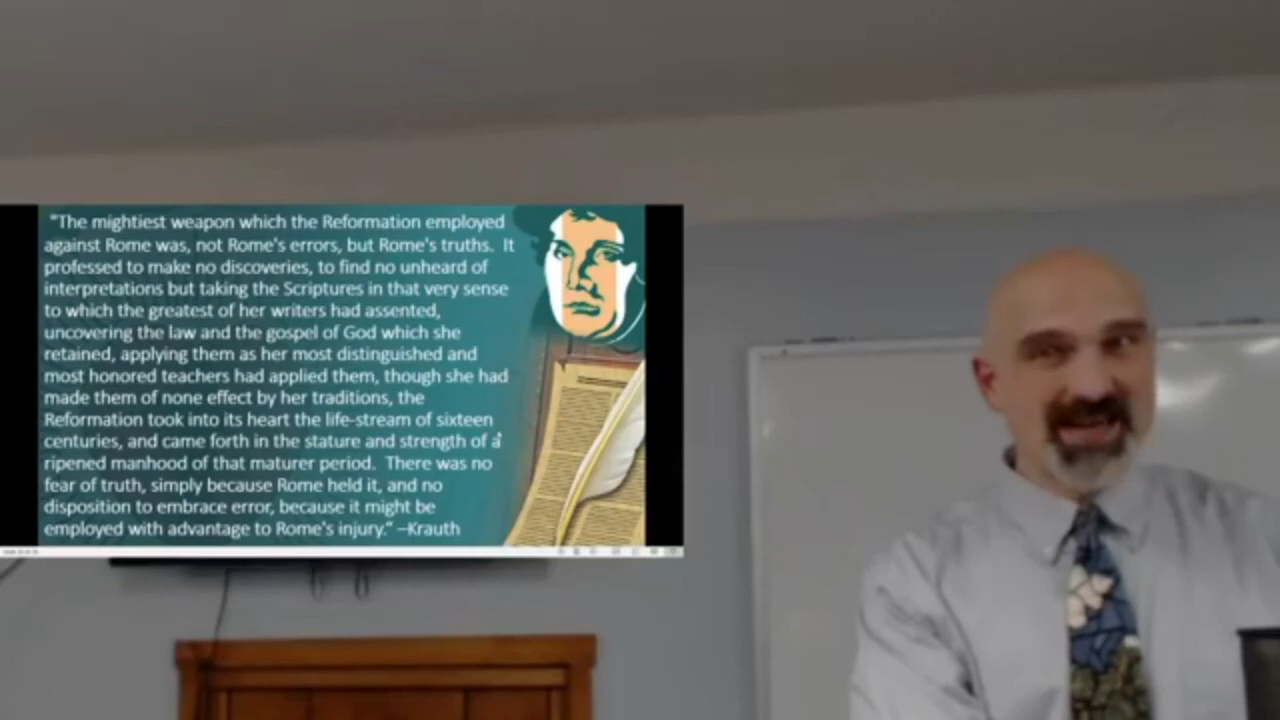 "The mightiest weapon which the Reformation employed
against Rome was, not Rome's errors, but Rome's truths. It
professed to make no discoveries, to find no unheard of
interpretations but taking the Scriptures in that very sense
to which the greatest of her writers had assented,
uncovering the law and the gospel of God which she
retained, applying them as her most distinguished and
most honored teachers had applied them, though she had
made them of none effect by her traditions, the
Reformation took into its heart the life-stream of sixteen
centuries, and came forth in the stature and strength of a
ripened manhood of that maturer period. There was no
fear of truth, simply because Rome held it, and no
disposition to embrace error, because it might be
employed with advantage to Rome's injury." –Krauth